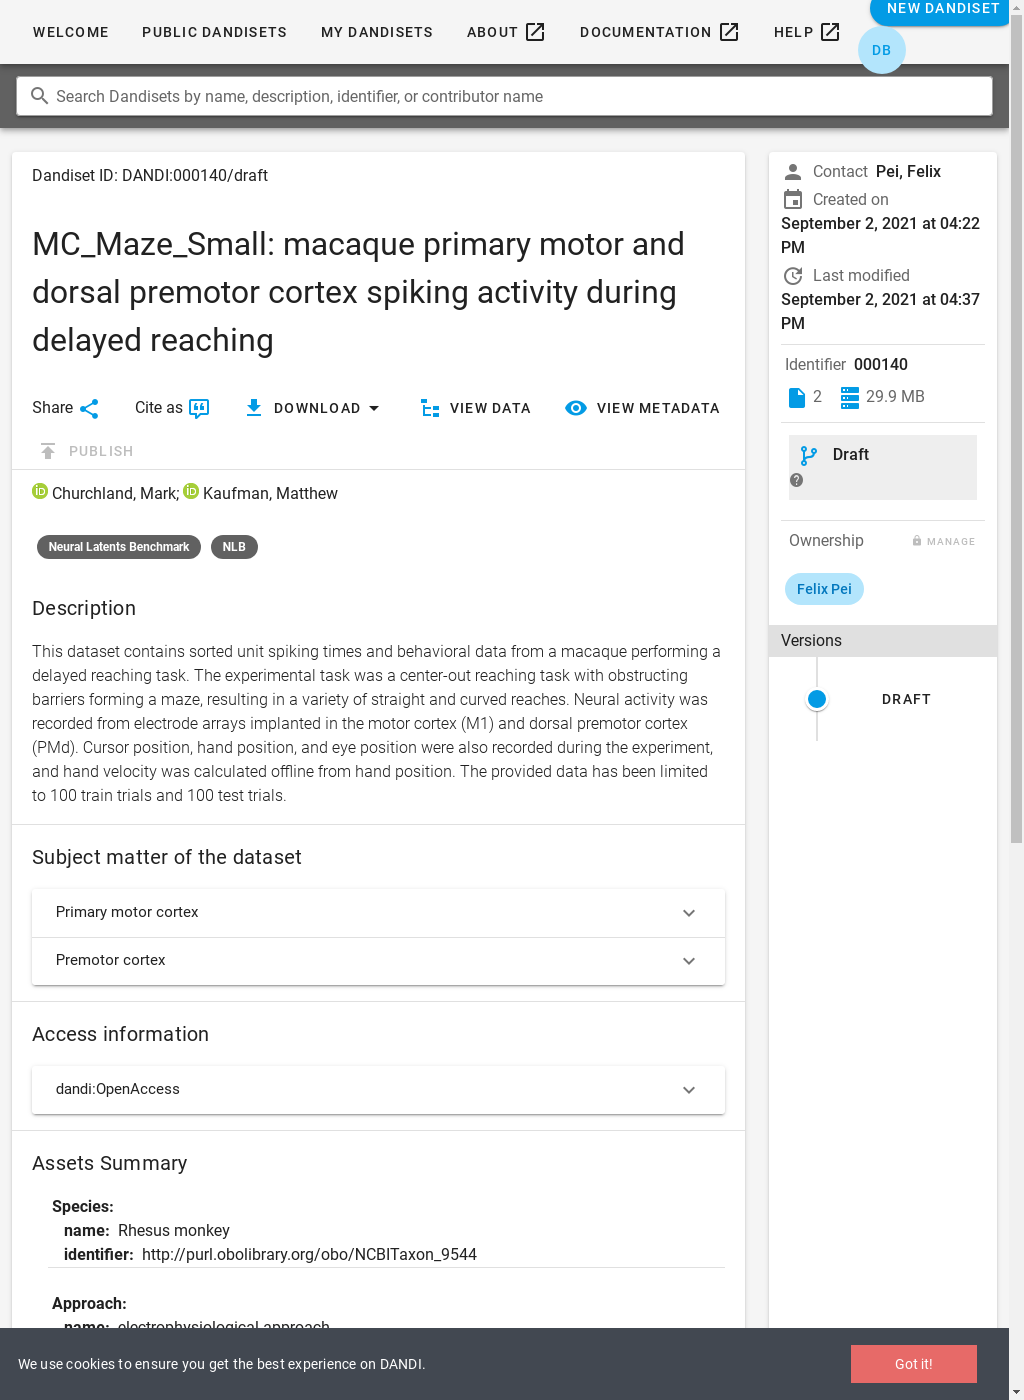 WELCOME
PUBLIC DANDISETS
MY DANDISETS
ABOUT
DOCUMENTATION
HELP
NEW DANDISET
DB
Search Dandisets by name, description, identifier, or contributor name
Dandiset ID: DANDI:000140/draft
MC_Maze_Small: macaque primary motor and
dorsal premotor cortex spiking activity during
delayed reaching
Share
Cite as
DOWNLOAD
VIEW DATA
VIEW METADATA
PUBLISH
iD Churchland, Mark; iD Kaufman, Matthew
Neural Latents Benchmark
NLB
Description
This dataset contains sorted unit spiking times and behavioral data from a macaque performing a
delayed reaching task. The experimental task was a center-out reaching task with obstructing
barriers forming a maze, resulting in a variety of straight and curved reaches. Neural activity was
recorded from electrode arrays implanted in the motor cortex (M1) and dorsal premotor cortex
(PMd). Cursor position, hand position, and eye position were also recorded during the experiment,
and hand velocity was calculated offline from hand position. The provided data has been limited
to 100 train trials and 100 test trials.
Subject matter of the dataset
Primary motor cortex
Premotor cortex
Access information
dandi:OpenAccess
Assets Summary
Species:
name: Rhesus monkey
identifier: http://purl.obolibrary.org/obo/NCBITaxon_9544
Approach:
name: electrophysiological approach
Contact Pei, Felix
Created on
September 2, 2021 at 04:22
PM
Last modified
September 2, 2021 at 04:37
PM
Identifier 000140
2
29.9 MB
Draft
?
Ownership
MANAGE
Felix Pei
Versions
DRAFT
We use cookies to ensure you get the best experience on DANDI.
Got it!